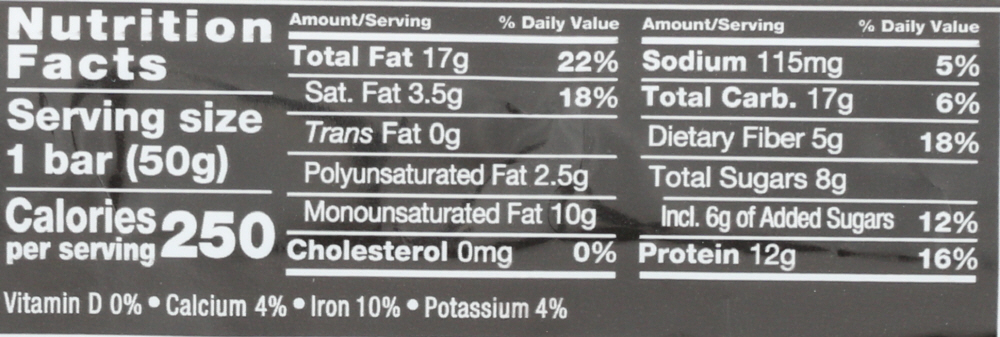 Nutrition
Facts
Serving size
1 bar (50g)
Calories 250
per serving
Amount/Serving % Daily Value
Total Fat 17g 22%
Sat. Fat 3.5g 18%
Trans Fat 0g
Polyunsaturated Fat 2.5g
Monounsaturated Fat 10g
Cholesterol 0mg 0%
Amount/Serving % Daily Value
Sodium 115mg 5%
Total Carb. 17g 6%
Dietary Fiber 5g 18%
Total Sugars 8g
Incl. 6g of Added Sugars 12%
Protein 12g 16%
Vitamin D 0% • Calcium 4% • Iron 10% • Potassium 4%